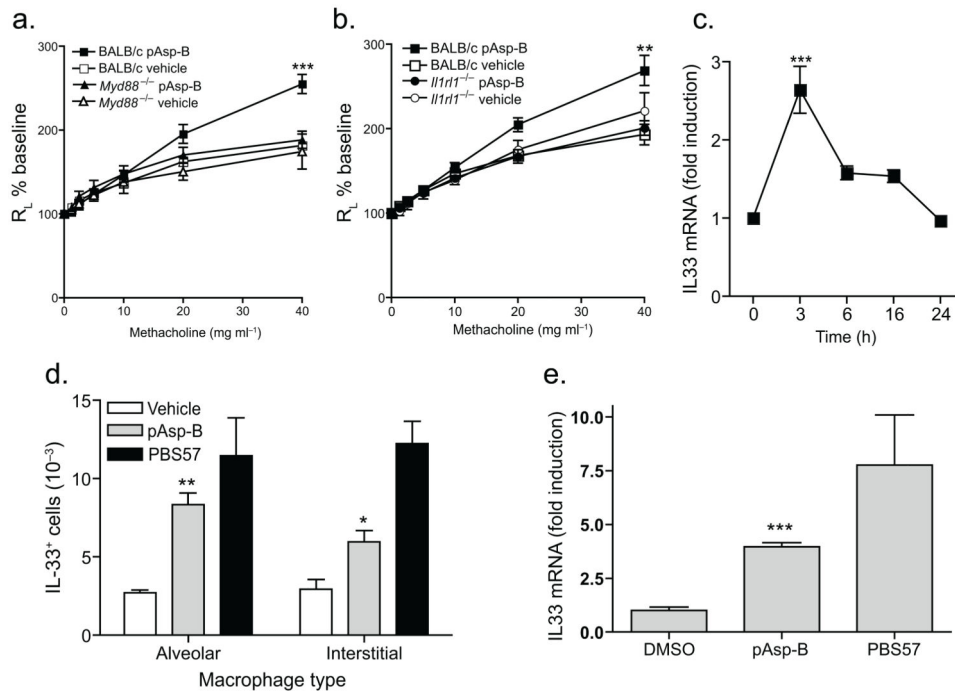 a.
BALB/c pAsp-B
BALB/c vehicle
Myd88⁻/⁻ pAsp-B
Myd88⁻/⁻ vehicle
***
300
200
100
0
R_L % baseline
0 10 20 30 40
Methacholine (mg ml⁻¹)
b.
BALB/c pAsp-B
BALB/c vehicle
Il1rl1⁻/⁻ pAsp-B
Il1rl1⁻/⁻ vehicle
**
300
200
100
0
R_L % baseline
0 10 20 30 40
Methacholine (mg ml⁻¹)
c.
***
3
2
1
0
IL33 mRNA (fold induction)
0 3 6 16 24
Time (h)
d.
Vehicle
pAsp-B
PBS57
**
*
15
10
5
0
IL-33⁺ cells (10⁻³)
Alveolar Interstitial
Macrophage type
e.
***
10.0
7.5
5.0
2.5
0.0
IL33 mRNA (fold induction)
DMSO pAsp-B PBS57